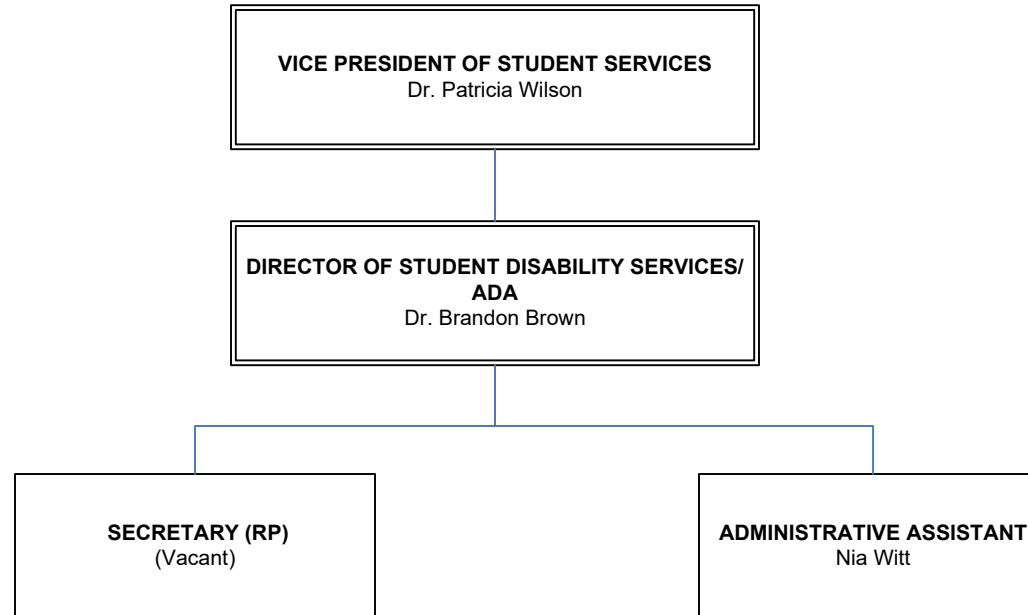 VICE PRESIDENT OF STUDENT SERVICES
Dr. Patricia Wilson
DIRECTOR OF STUDENT DISABILITY SERVICES/
ADA
Dr. Brandon Brown
SECRETARY (RP)
(Vacant)
ADMINISTRATIVE ASSISTANT
Nia Witt